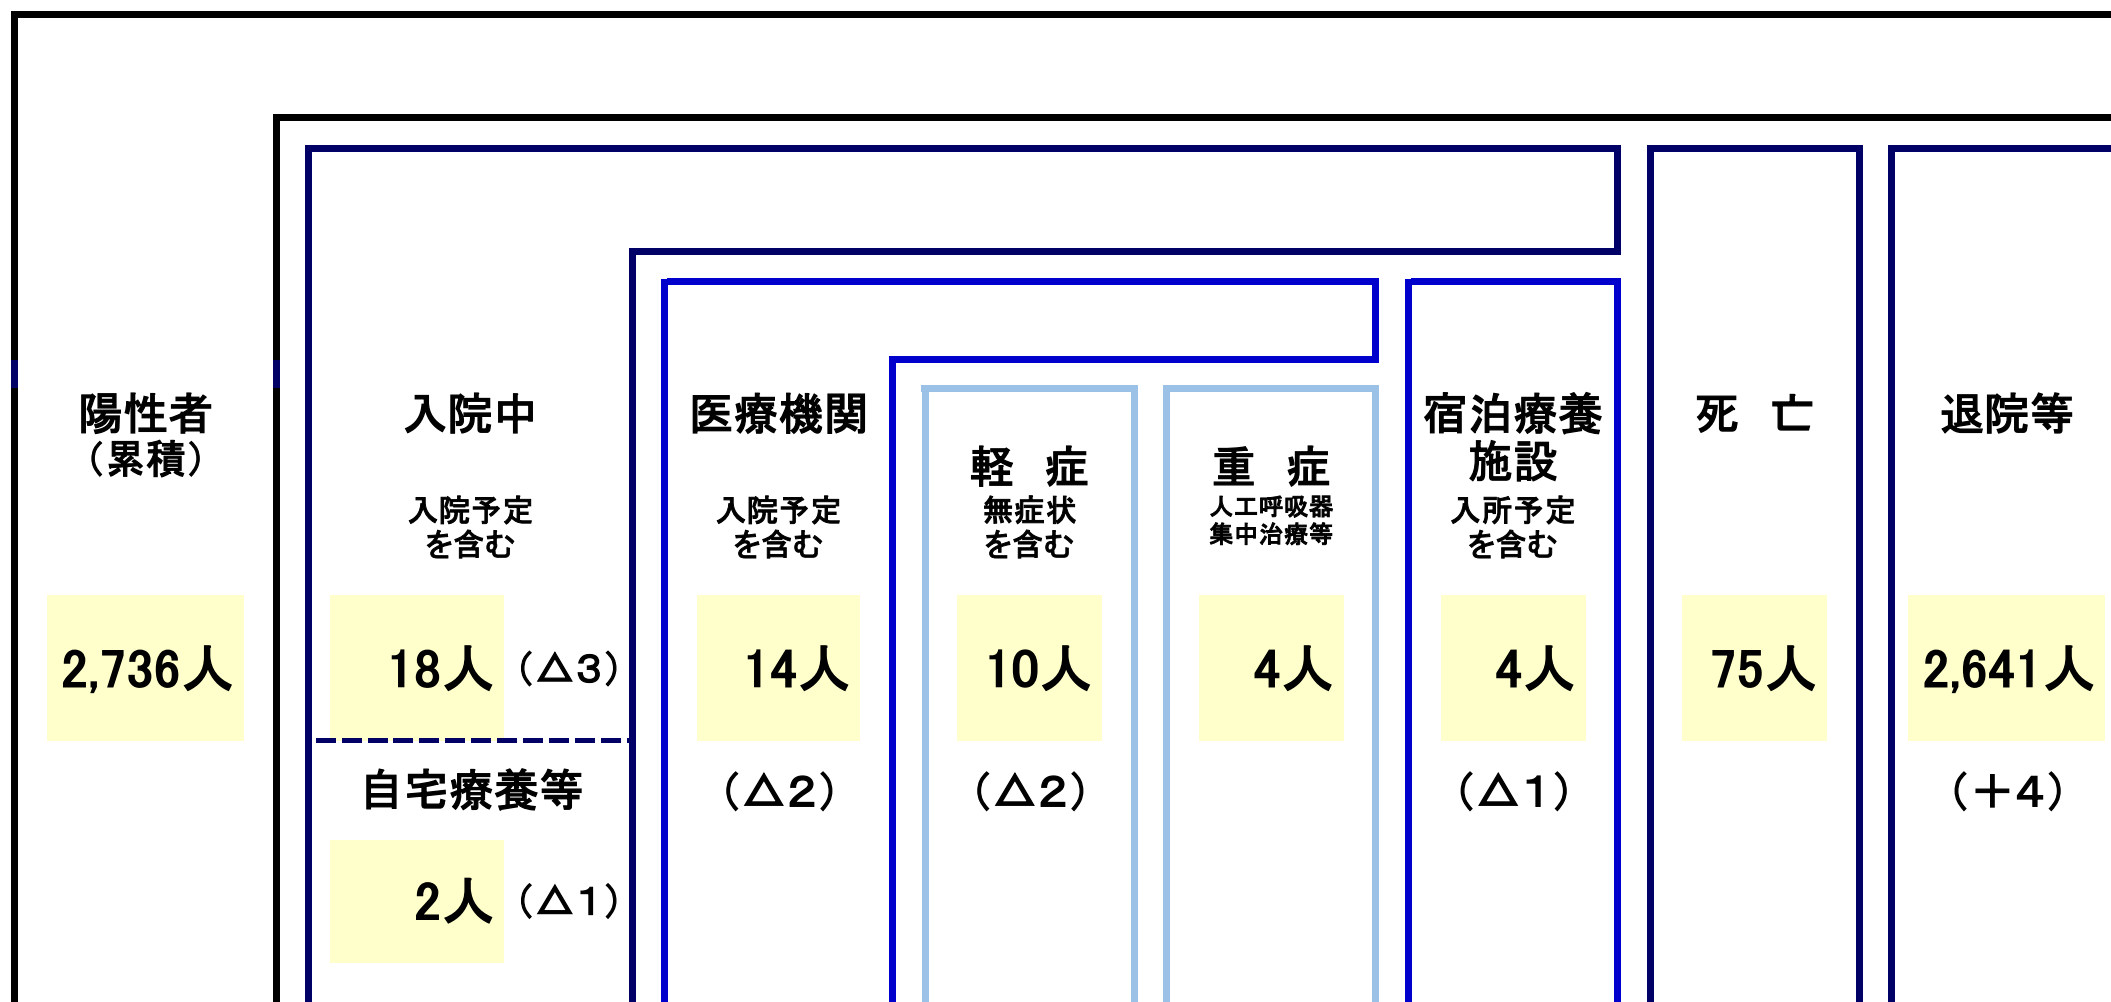 陽性者
（累積）
2,736人
入院中
入院予定
を含む
18人（△3）
自宅療養等
2人（△1）
医療機関
入院予定
を含む
14人
（△2）
軽　症
無症状
を含む
10人
（△2）
重　症
人工呼吸器
集中治療等
4人
宿泊療養
施設
入所予定
を含む
4人
（△1）
死　亡
75人
退院等
2,641人
（＋4）